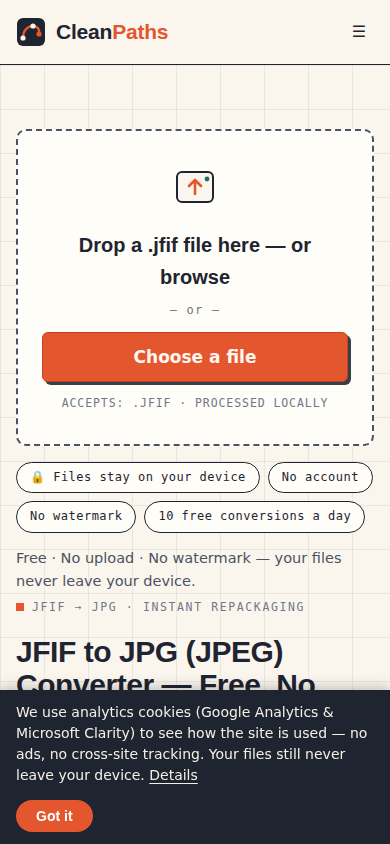 CleanPaths
☰
Drop a .jfif file here — or
browse
— or —
Choose a file
ACCEPTS: .JFIF · PROCESSED LOCALLY
🔒 Files stay on your device
No account
No watermark
10 free conversions a day
Free · No upload · No watermark — your files
never leave your device.
JFIF → JPG · INSTANT REPACKAGING
JFIF to JPG (JPEG)
Converter — Free, No
We use analytics cookies (Google Analytics &
Microsoft Clarity) to see how the site is used — no
ads, no cross-site tracking. Your files still never
leave your device. Details
Got it